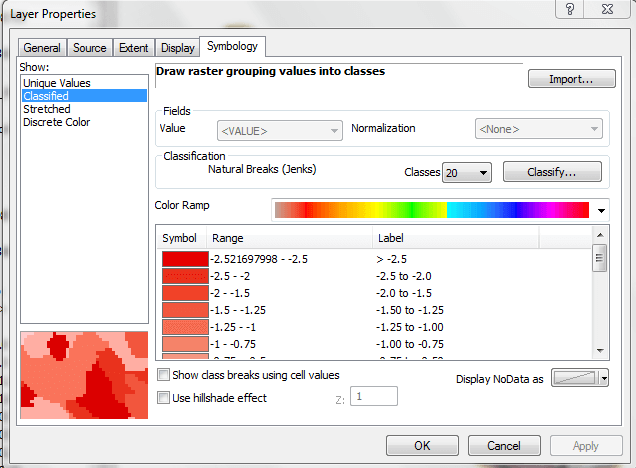 Layer Properties
General Source Extent Display Symbology
Show:
Unique Values
Classified
Stretched
Discrete Color
Draw raster grouping values into classes
Import...
Fields
Value <VALUE> Normalization <None>
Classification
Natural Breaks (Jenks) Classes 20 Classify...
Color Ramp
Symbol Range Label
-2.521697998 - -2.5 > -2.5
-2.5 - -2 -2.5 to -2.0
-2 - -1.5 -2.0 to -1.5
-1.5 - -1.25 -1.50 to -1.25
-1.25 - -1 -1.25 to -1.00
-1 - -0.75 -1.00 to -0.75
Show class breaks using cell values
Display NoData as
Use hillshade effect Z: 1
OK Cancel Apply